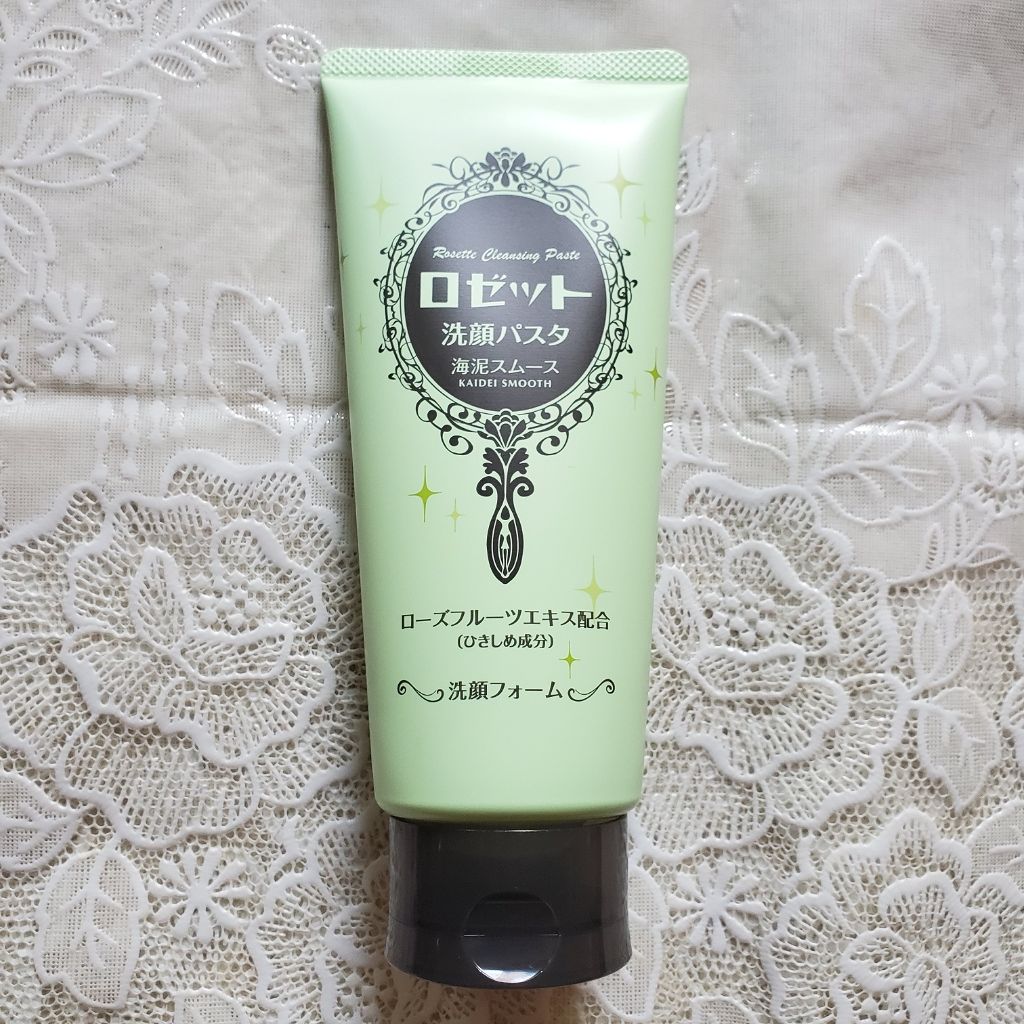 Rosette Cleansing Paste
ロゼット
洗顔パスタ
海泥スムース
KAIDEI SMOOTH
ローズフルーツエキス配合
(ひきしめ成分)
洗顔フォーム